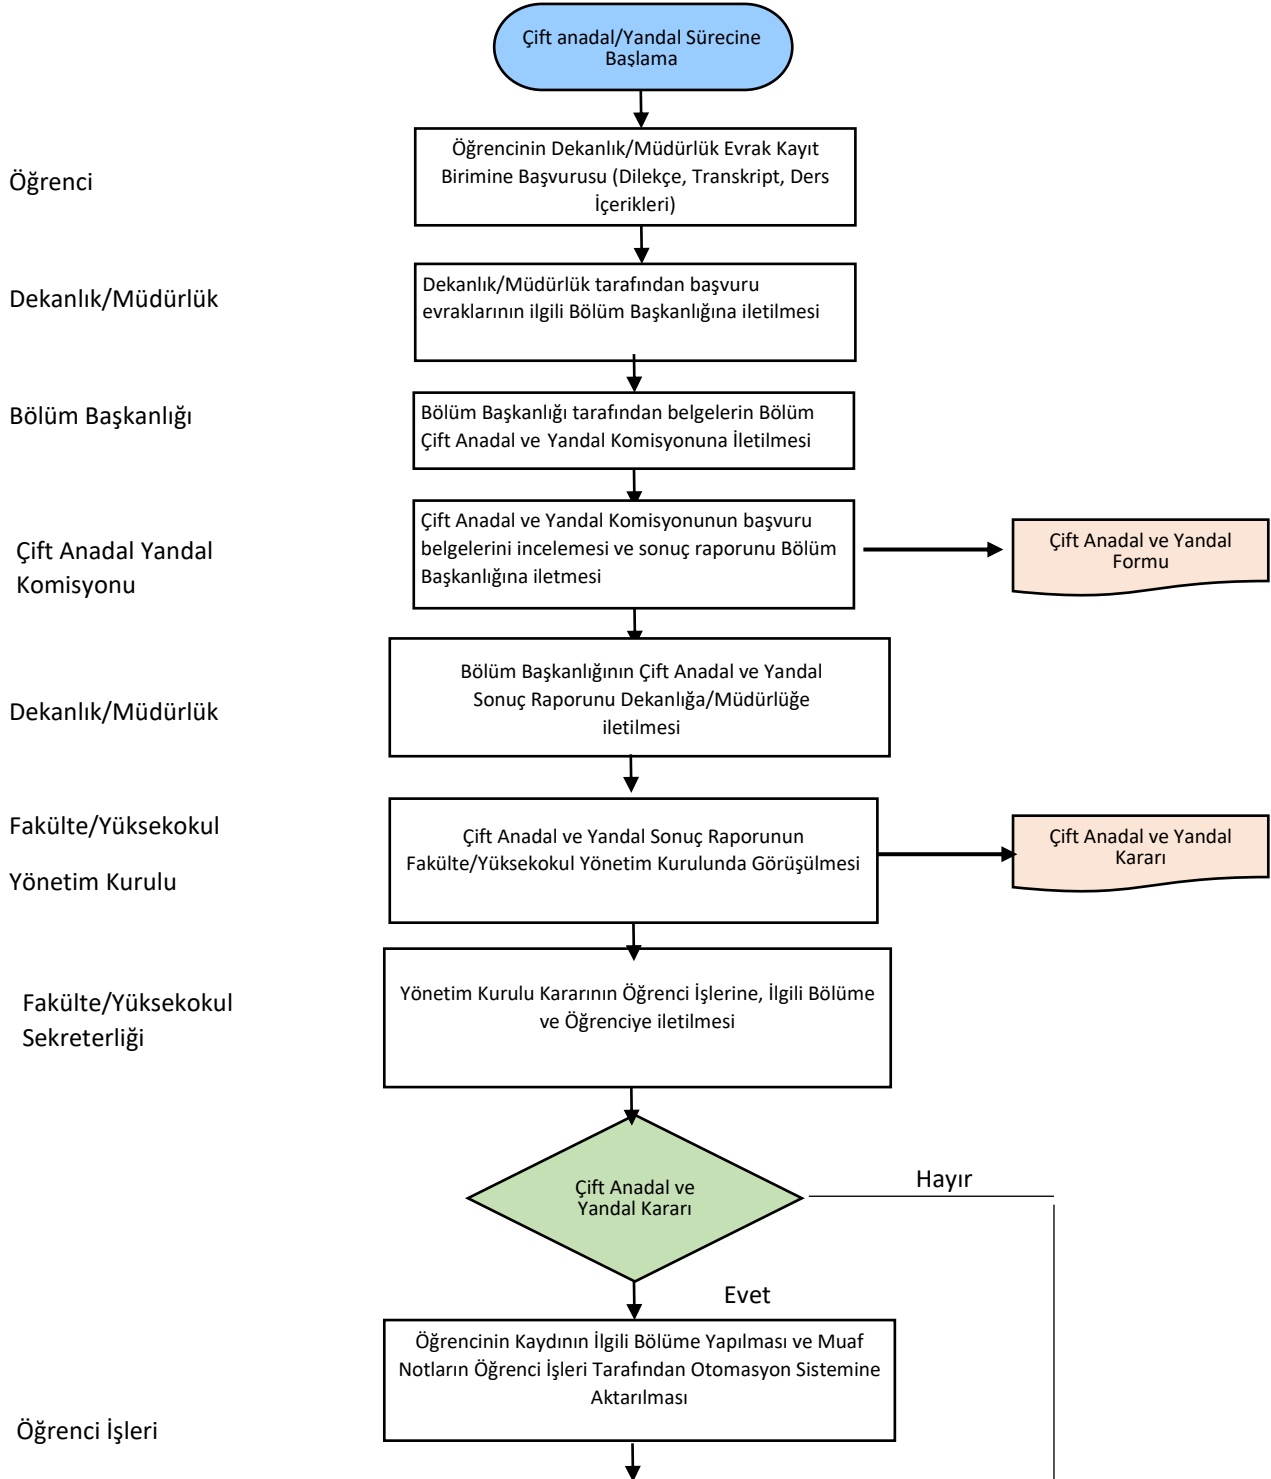 Çift anadal/Yandal Sürecine
Başlama
Öğrenci
Öğrencinin Dekanlık/Müdürlük Evrak Kayıt
Birimine Başvurusu (Dilekçe, Transkript, Ders
İçerikleri)
Dekanlık/Müdürlük
Dekanlık/Müdürlük tarafından başvuru
evraklarının ilgili Bölüm Başkanlığına iletilmesi
Bölüm Başkanlığı
Bölüm Başkanlığı tarafından belgelerin Bölüm
Çift Anadal ve Yandal Komisyonuna İletilmesi
Çift Anadal Yandal
Komisyonu
Çift Anadal ve Yandal Komisyonunun başvuru
belgelerini incelemesi ve sonuç raporunu Bölüm
Başkanlığına iletmesi
Çift Anadal ve Yandal
Formu
Dekanlık/Müdürlük
Bölüm Başkanlığının Çift Anadal ve Yandal
Sonuç Raporunu Dekanlığa/Müdürlüğe
iletilmesi
Fakülte/Yüksekokul
Yönetim Kurulu
Çift Anadal ve Yandal Sonuç Raporunun
Fakülte/Yüksekokul Yönetim Kurulunda Görüşülmesi
Çift Anadal ve Yandal
Kararı
Fakülte/Yüksekokul
Sekreterliği
Yönetim Kurulu Kararının Öğrenci İşlerine, İlgili Bölüme
ve Öğrenciye iletilmesi
Çift Anadal ve
Yandal Kararı
Hayır
Evet
Öğrencinin Kaydının İlgili Bölüme Yapılması ve Muaf
Notların Öğrenci İşleri Tarafından Otomasyon Sistemine
Aktarılması
Öğrenci İşleri